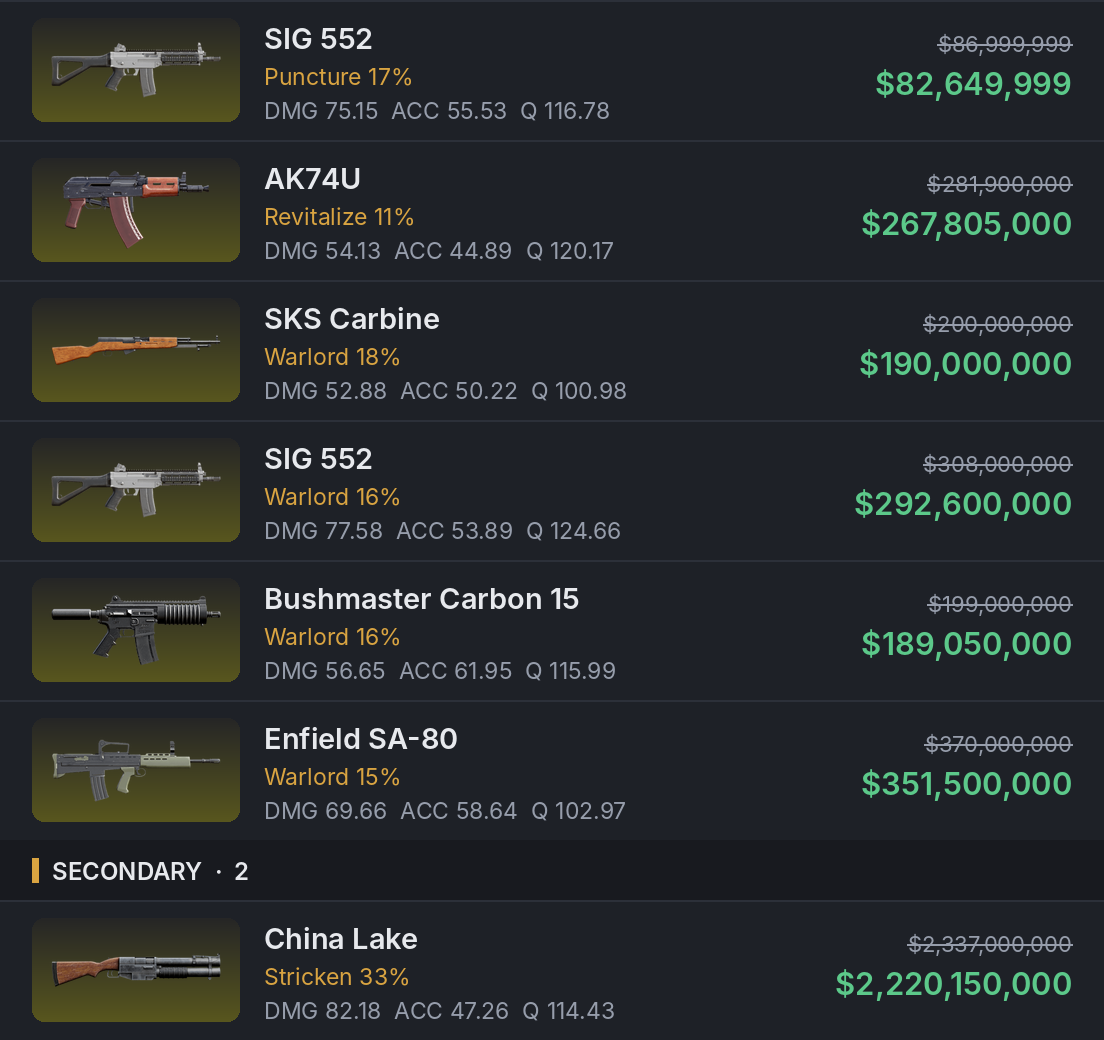 SIG 552
$86,999,999
Puncture 17%
$82,649,999
DMG 75.15 ACC 55.53 Q 116.78
AK74U
$281,900,000
Revitalize 11%
$267,805,000
DMG 54.13 ACC 44.89 Q 120.17
SKS Carbine
$200,000,000
Warlord 18%
$190,000,000
DMG 52.88 ACC 50.22 Q 100.98
SIG 552
$308,000,000
Warlord 16%
$292,600,000
DMG 77.58 ACC 53.89 Q 124.66
Bushmaster Carbon 15
$199,000,000
Warlord 16%
$189,050,000
DMG 56.65 ACC 61.95 Q 115.99
Enfield SA-80
$370,000,000
Warlord 15%
$351,500,000
DMG 69.66 ACC 58.64 Q 102.97
SECONDARY · 2
China Lake
$2,337,000,000
Stricken 33%
$2,220,150,000
DMG 82.18 ACC 47.26 Q 114.43